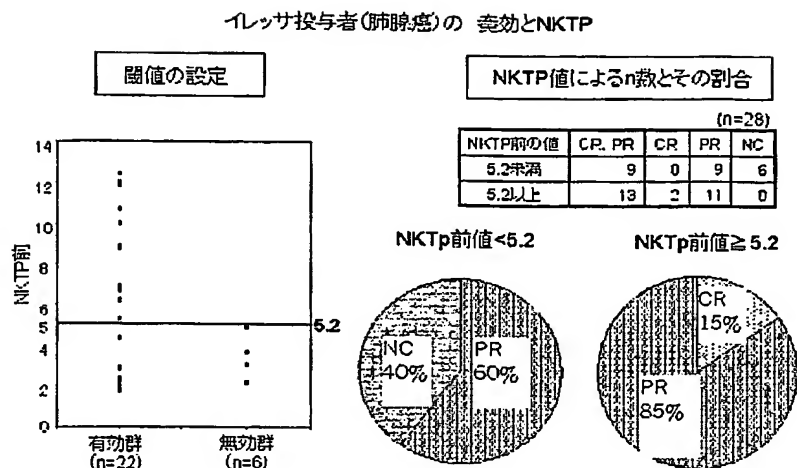 イレッサ投与者(肺腺癌)の 奏効とNKTP
閾値の設定
NKTP値によるn数とその割合
(n=28)
NKTP前の値 CR, PR CR PR NC
5.2未満 9 0 9 6
5.2以上 13 2 11 0
NKTP前
14
12
10
8
6
5
4
2
0
5.2
有効群
(n=22)
無効群
(n=6)
NKTp前値<5.2
NC
40%
PR
60%
NKTp前値≧5.2
CR
15%
PR
85%